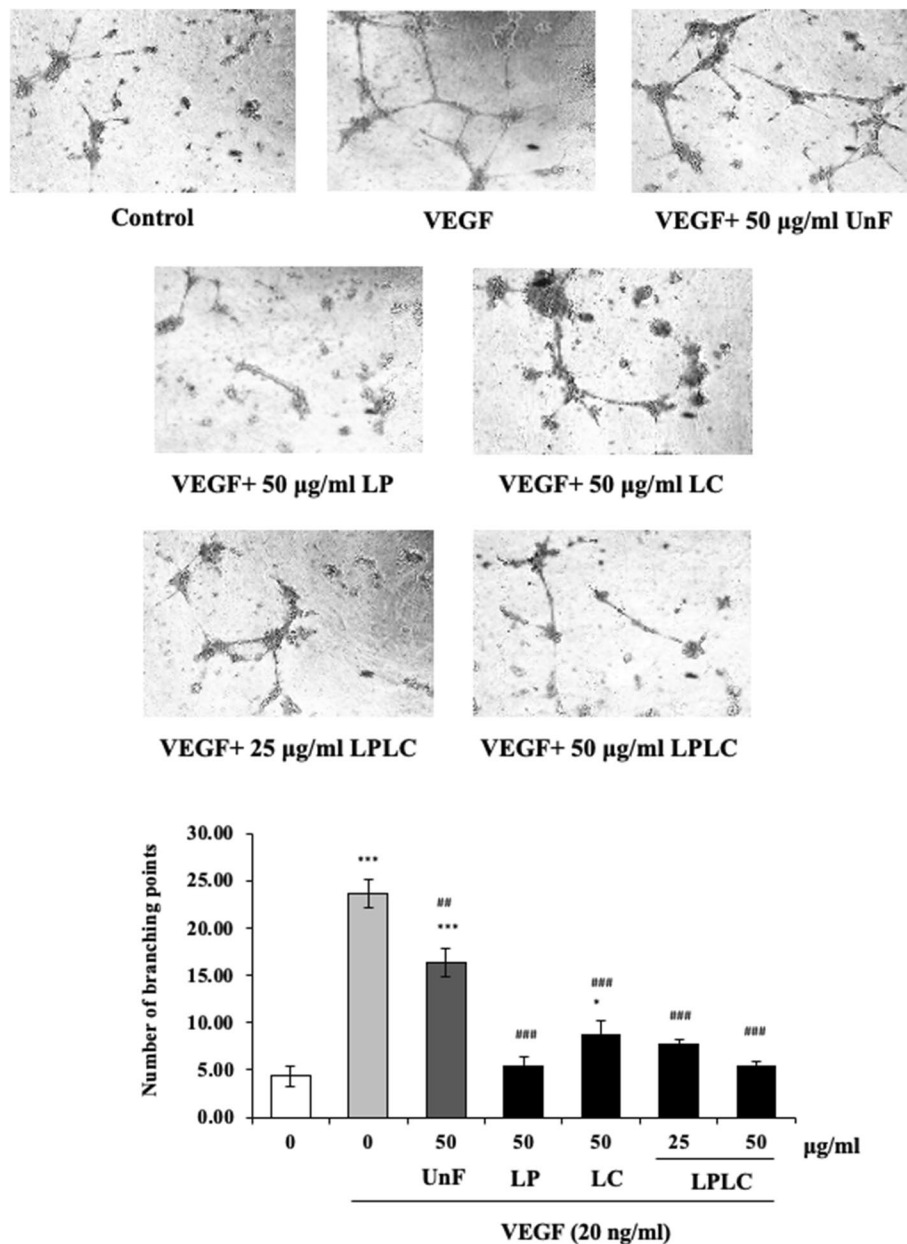 Control VEGF VEGF+ 50 µg/ml UnF
VEGF+ 50 µg/ml LP VEGF+ 50 µg/ml LC
VEGF+ 25 µg/ml LPLC VEGF+ 50 µg/ml LPLC
Number of branching points
30.00
25.00
20.00
15.00
10.00
5.00
0.00
***
##
***
###
###
*
###
###
0 0 50 50 50 25 50 µg/ml
UnF LP LC LPLC
VEGF (20 ng/ml)